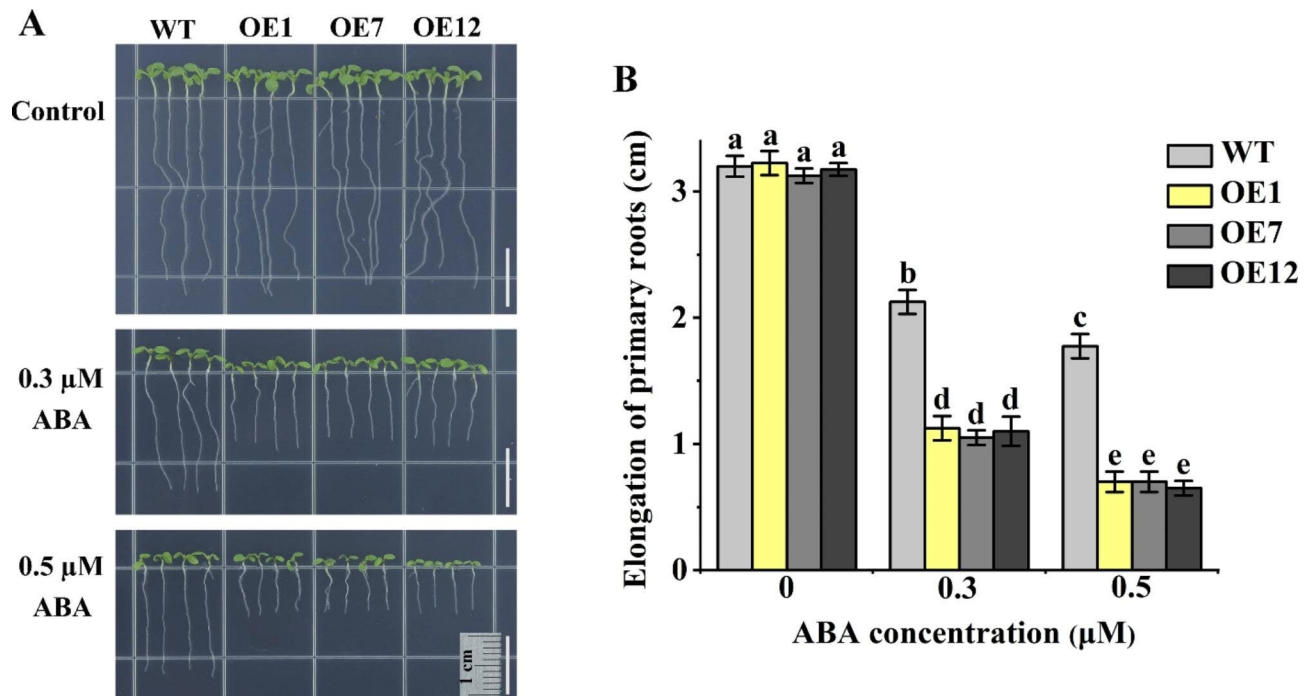 A
WT OE1 OE7 OE12
Control
0.3 μM
ABA
0.5 μM
ABA
1 cm
B
Elongation of primary roots (cm)
3
2
1
0
a a a a
b
d d d
c
e e e
0 0.3 0.5
ABA concentration (μM)
WT
OE1
OE7
OE12